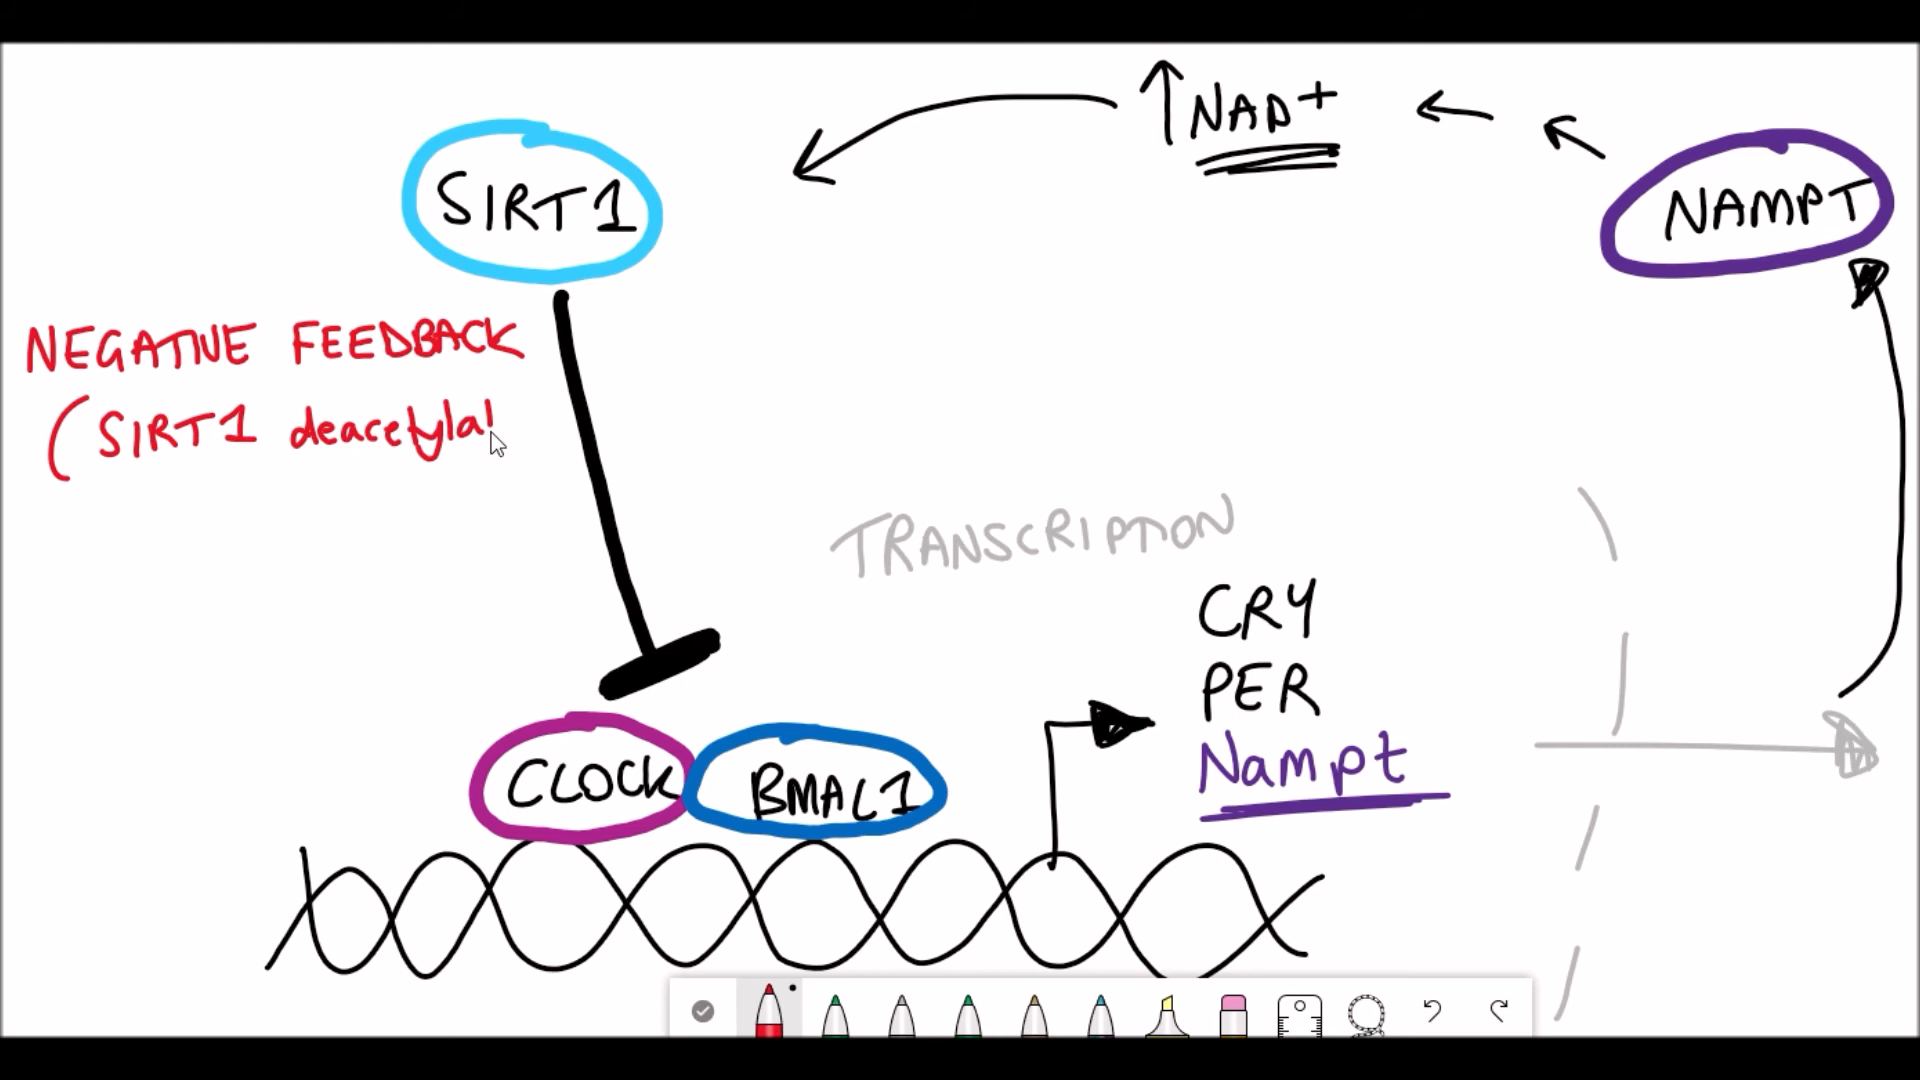 ↑NAD+
SIRT1
NAMPT
NEGATIVE FEEDBACK
(SIRT1 deacetyla
TRANSCRIPTION
CRY
PER
Nampt
CLOCK
BMAL1